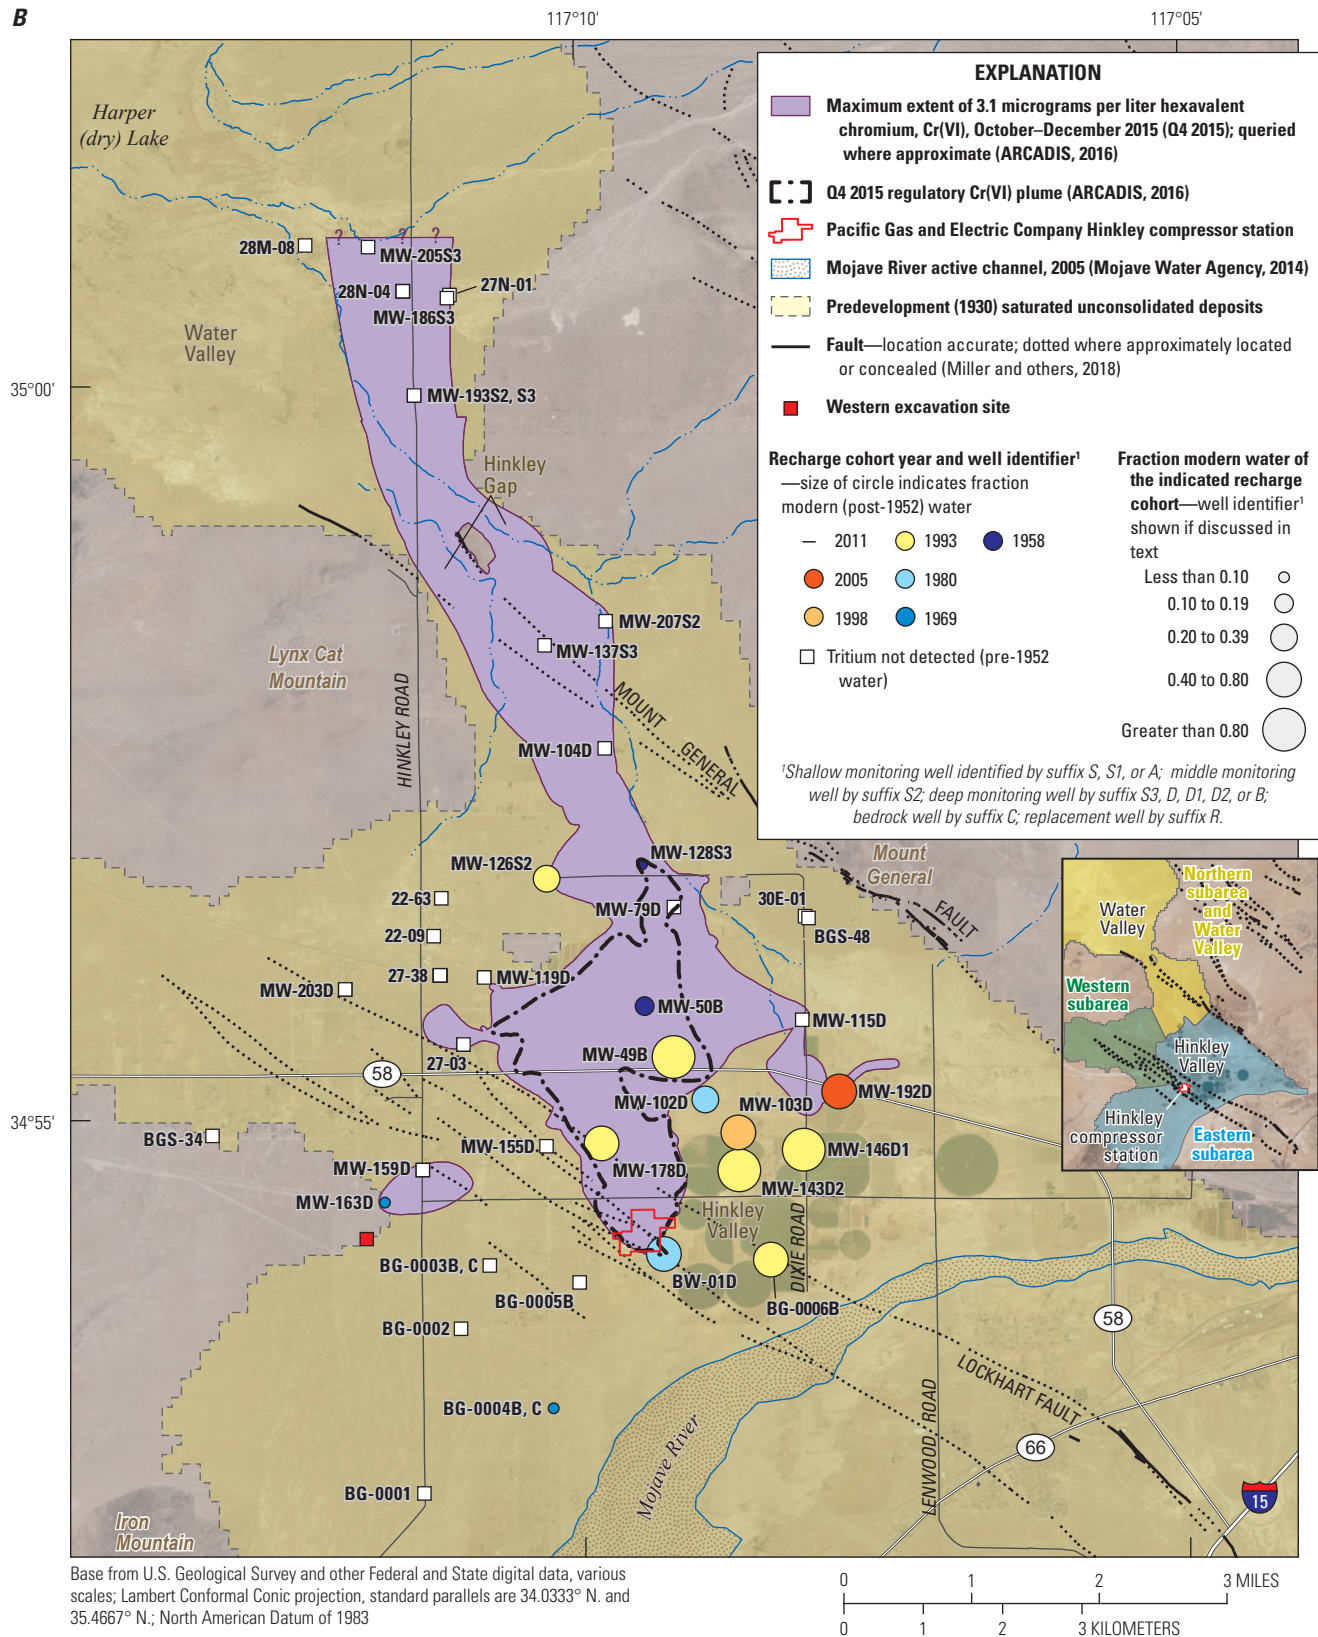 B
117°10'
117°05'
Harper
(dry) Lake
EXPLANATION
Maximum extent of 3.1 micrograms per liter hexavalent
chromium, Cr(VI), October–December 2015 (Q4 2015); queried
where approximate (ARCADIS, 2016)
Q4 2015 regulatory Cr(VI) plume (ARCADIS, 2016)
Pacific Gas and Electric Company Hinkley compressor station
Mojave River active channel, 2005 (Mojave Water Agency, 2014)
Predevelopment (1930) saturated unconsolidated deposits
Fault—location accurate; dotted where approximately located
or concealed (Miller and others, 2018)
Western excavation site
Recharge cohort year and well identifier¹
—size of circle indicates fraction
modern (post-1952) water
2011
1993
1958
2005
1980
1998
1969
Tritium not detected (pre-1952
water)
Fraction modern water of
the indicated recharge
cohort—well identifier¹
shown if discussed in
text
Less than 0.10
0.10 to 0.19
0.20 to 0.39
0.40 to 0.80
Greater than 0.80
¹Shallow monitoring well identified by suffix S, S1, or A; middle monitoring
well by suffix S2; deep monitoring well by suffix S3, D, D1, D2, or B;
bedrock well by suffix C; replacement well by suffix R.
? ? ?
28M-08
MW-205S3
28N-04
27N-01
MW-186S3
Water
Valley
35°00'
MW-193S2, S3
Hinkley
Gap
MW-207S2
MW-137S3
Lynx Cat
Mountain
HINKLEY ROAD
MOUNT
GENERAL
FAULT
MW-104D
MW-128S3
MW-126S2
Mount
General
22-63
MW-79D
30E-01
BGS-48
22-09
27-38
MW-119D
MW-203D
MW-50B
MW-115D
27-03
MW-49B
58
MW-102D
MW-103D
MW-192D
34°55'
BGS-34
MW-155D
MW-146D1
MW-159D
MW-178D
MW-143D2
MW-163D
Hinkley
Valley
DIXIE ROAD
BG-0003B, C
BW-01D
BG-0005B
BG-0006B
BG-0002
58
LOCKHART FAULT
BG-0004B, C
LENWOOD ROAD
66
Mojave River
BG-0001
15
Iron
Mountain
Northern
subarea
and
Water
Valley
Water
Valley
Western
subarea
Hinkley
Valley
Hinkley
compressor
station
Eastern
subarea
Base from U.S. Geological Survey and other Federal and State digital data, various
scales; Lambert Conformal Conic projection, standard parallels are 34.0333° N. and
35.4667° N.; North American Datum of 1983
0 1 2 3 MILES
0 1 2 3 KILOMETERS